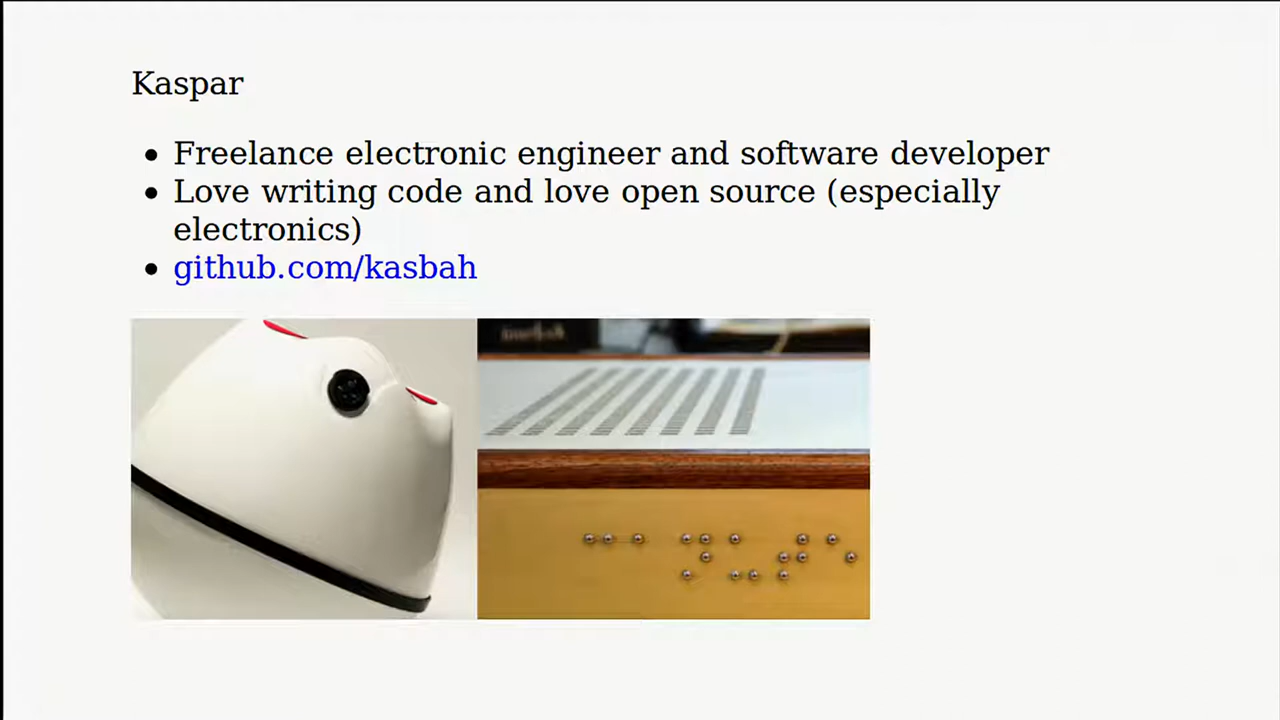 Kaspar
Freelance electronic engineer and software developer
Love writing code and love open source (especially
electronics)
github.com/kasbah